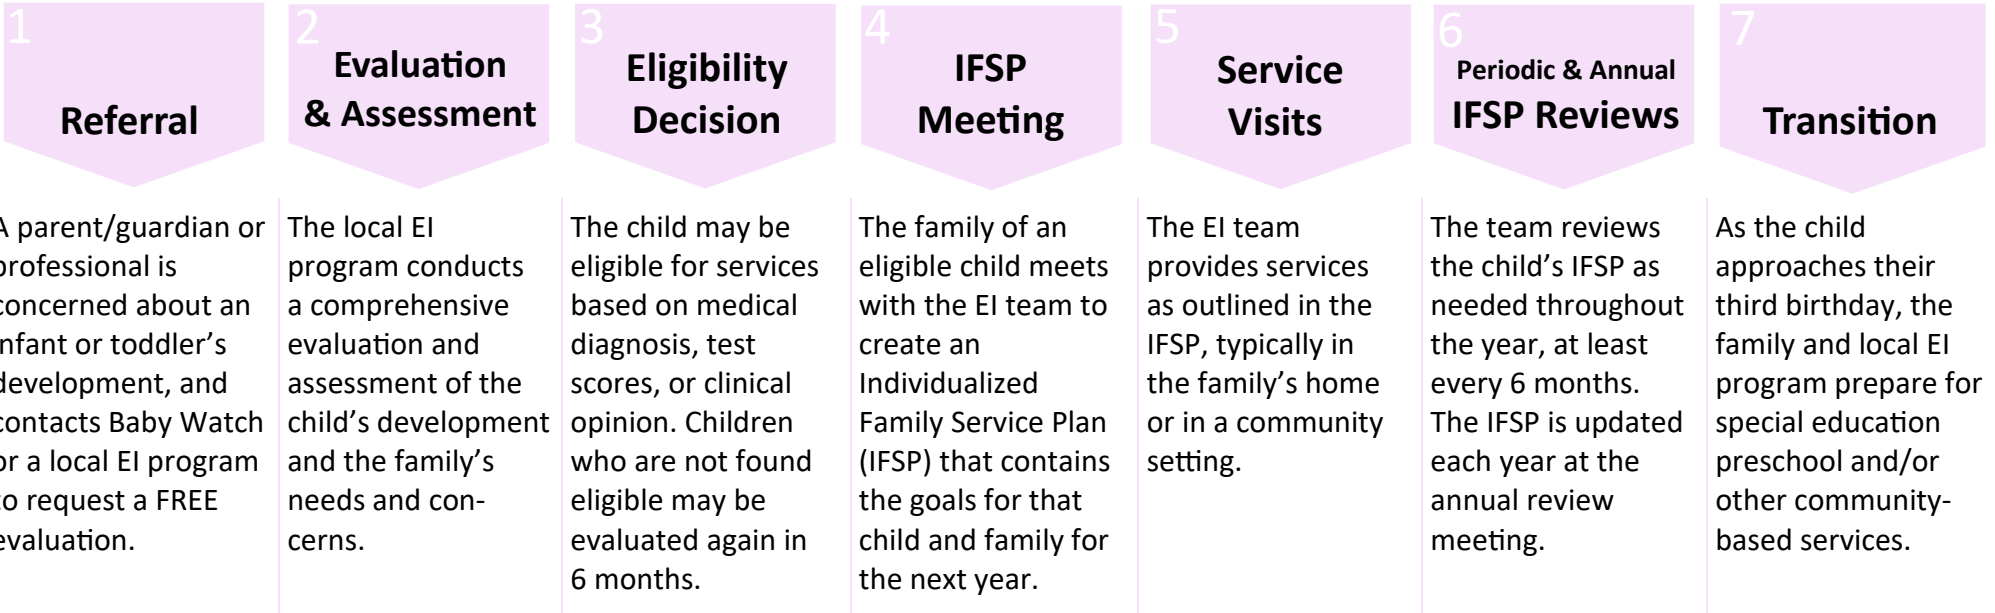 1
Referral
A parent/guardian or
professional is
concerned about an
infant or toddler's
development, and
contacts Baby Watch
or a local EI program
to request a FREE
evaluation.
2
Evaluation
& Assessment
The local EI
program conducts
a comprehensive
evaluation and
assessment of the
child's development
and the family's
needs and con-
cerns.
3
Eligibility
Decision
The child may be
eligible for services
based on medical
diagnosis, test
scores, or clinical
opinion. Children
who are not found
eligible may be
evaluated again in
6 months.
4
IFSP
Meeting
The family of an
eligible child meets
with the EI team to
create an
Individualized
Family Service Plan
(IFSP) that contains
the goals for that
child and family for
the next year.
5
Service
Visits
The EI team
provides services
as outlined in the
IFSP, typically in
the family's home
or in a community
setting.
6
Periodic & Annual
IFSP Reviews
The team reviews
the child's IFSP as
needed throughout
the year, at least
every 6 months.
The IFSP is updated
each year at the
annual review
meeting.
7
Transition
As the child
approaches their
third birthday, the
family and local EI
program prepare for
special education
preschool and/or
other community-
based services.